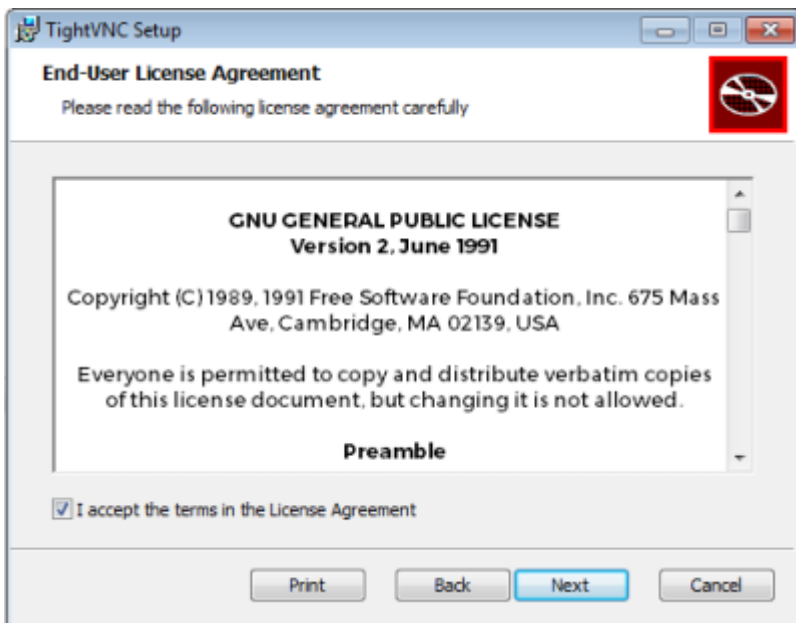 TightVNC Setup
End-User License Agreement
Please read the following license agreement carefully
GNU GENERAL PUBLIC LICENSE
Version 2, June 1991
Copyright (C) 1989, 1991 Free Software Foundation, Inc. 675 Mass
Ave, Cambridge, MA 02139, USA
Everyone is permitted to copy and distribute verbatim copies
of this license document, but changing it is not allowed.
Preamble
I accept the terms in the License Agreement
Print Back Next Cancel